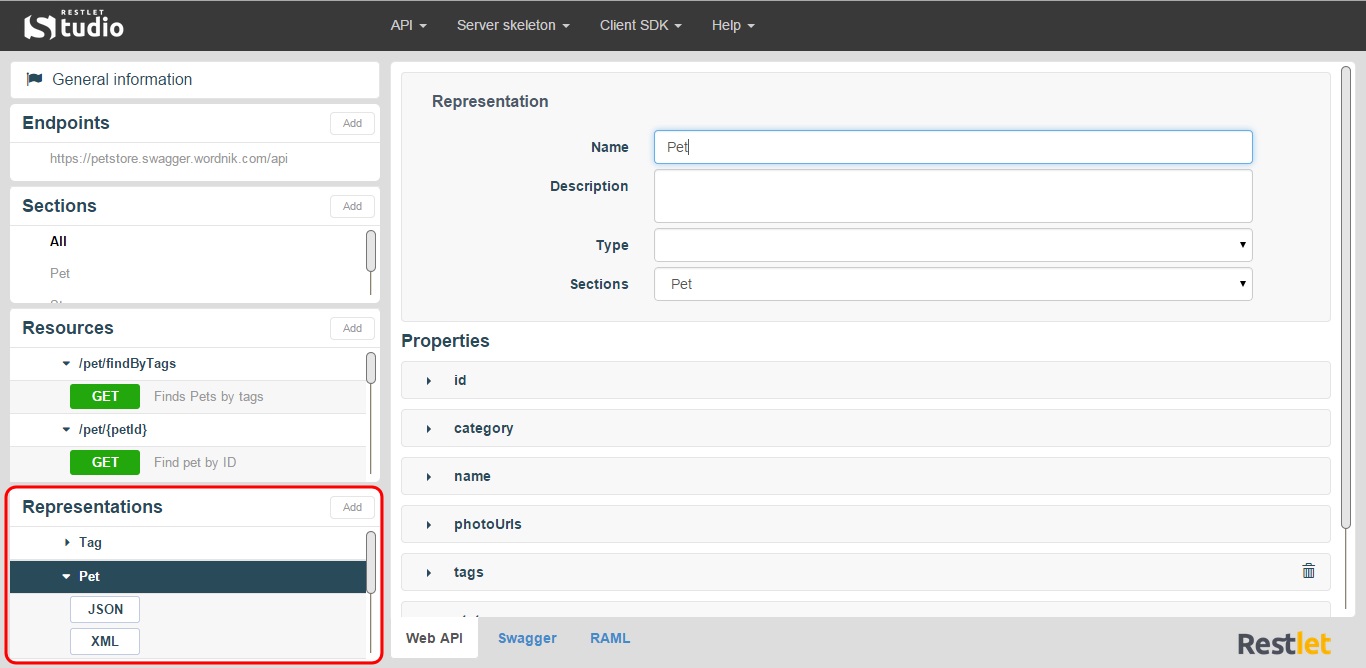 RESTLET
Studio
API
Server skeleton
Client SDK
Help
General information
Endpoints
Add
https://petstore.swagger.wordnik.com/api
Sections
Add
All
Pet
Resources
Add
/pet/findByTags
GET Finds Pets by tags
/pet/{petId}
GET Find pet by ID
Representations
Add
Tag
Pet
JSON
XML
Representation
Name Pet
Description
Type
Sections Pet
Properties
id
category
name
photoUrls
tags
Web API
Swagger
RAML
Restlet